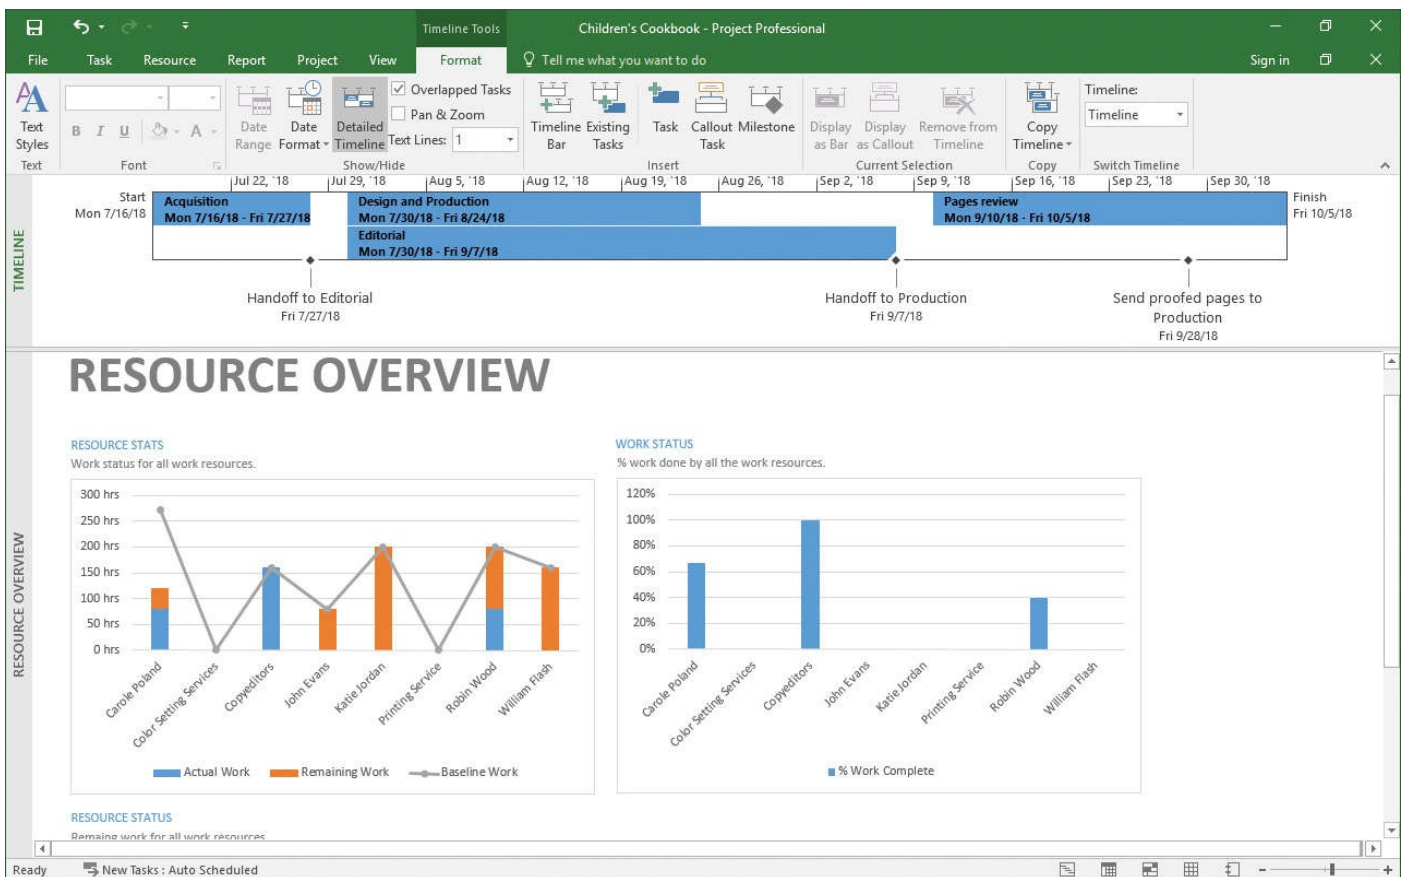 Timeline Tools
Children's Cookbook - Project Professional
File Task Resource Report Project View Format Tell me what you want to do Sign in
Text Styles
B I U A
Date Range
Date Format
Detailed Timeline
Overlapped Tasks
Pan & Zoom
Text Lines: 1
Timeline Bar
Existing Tasks
Task
Callout Task
Milestone
Display as Bar
Display as Callout
Remove from Timeline
Copy Timeline
Timeline:
Timeline
Text Font Show/Hide Insert Current Selection Copy Switch Timeline
TIMELINE
Jul 22, '18 Jul 29, '18 Aug 5, '18 Aug 12, '18 Aug 19, '18 Aug 26, '18 Sep 2, '18 Sep 9, '18 Sep 16, '18 Sep 23, '18 Sep 30, '18
Start
Mon 7/16/18
Acquisition
Mon 7/16/18 - Fri 7/27/18
Design and Production
Mon 7/30/18 - Fri 8/24/18
Pages review
Mon 9/10/18 - Fri 10/5/18
Finish
Fri 10/5/18
Editorial
Mon 7/30/18 - Fri 9/7/18
Handoff to Editorial
Fri 7/27/18
Handoff to Production
Fri 9/7/18
Send proofed pages to
Production
Fri 9/28/18
RESOURCE OVERVIEW
RESOURCE OVERVIEW
RESOURCE STATS
Work status for all work resources.
300 hrs
250 hrs
200 hrs
150 hrs
100 hrs
50 hrs
0 hrs
Carole Poland
Color Setting Services
Copyeditors
John Evans
Katie Jordan
Printing Service
Robin Wood
William Flash
Actual Work Remaining Work Baseline Work
WORK STATUS
% work done by all the work resources.
120%
100%
80%
60%
40%
20%
0%
Carole Poland
Color Setting Services
Copyeditors
John Evans
Katie Jordan
Printing Service
Robin Wood
William Flash
% Work Complete
RESOURCE STATUS
Remaing work for all work resources
Ready New Tasks : Auto Scheduled